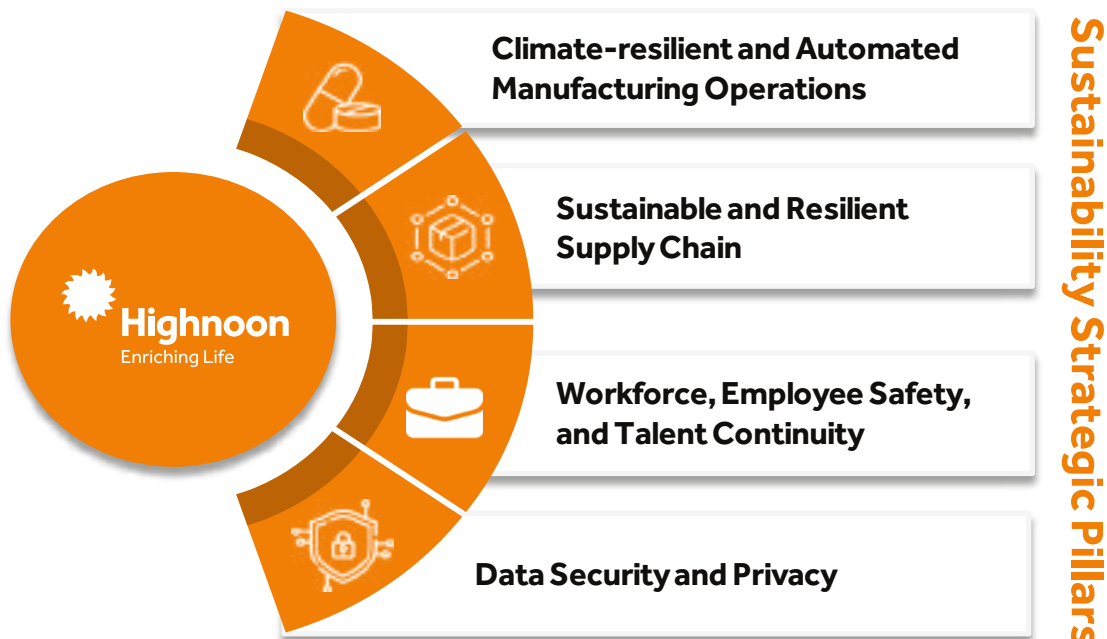 Climate-resilient and Automated
Manufacturing Operations
Sustainable and Resilient
Supply Chain
Highnoon
Enriching Life
Workforce, Employee Safety,
and Talent Continuity
Data Security and Privacy
Sustainability Strategic Pillars